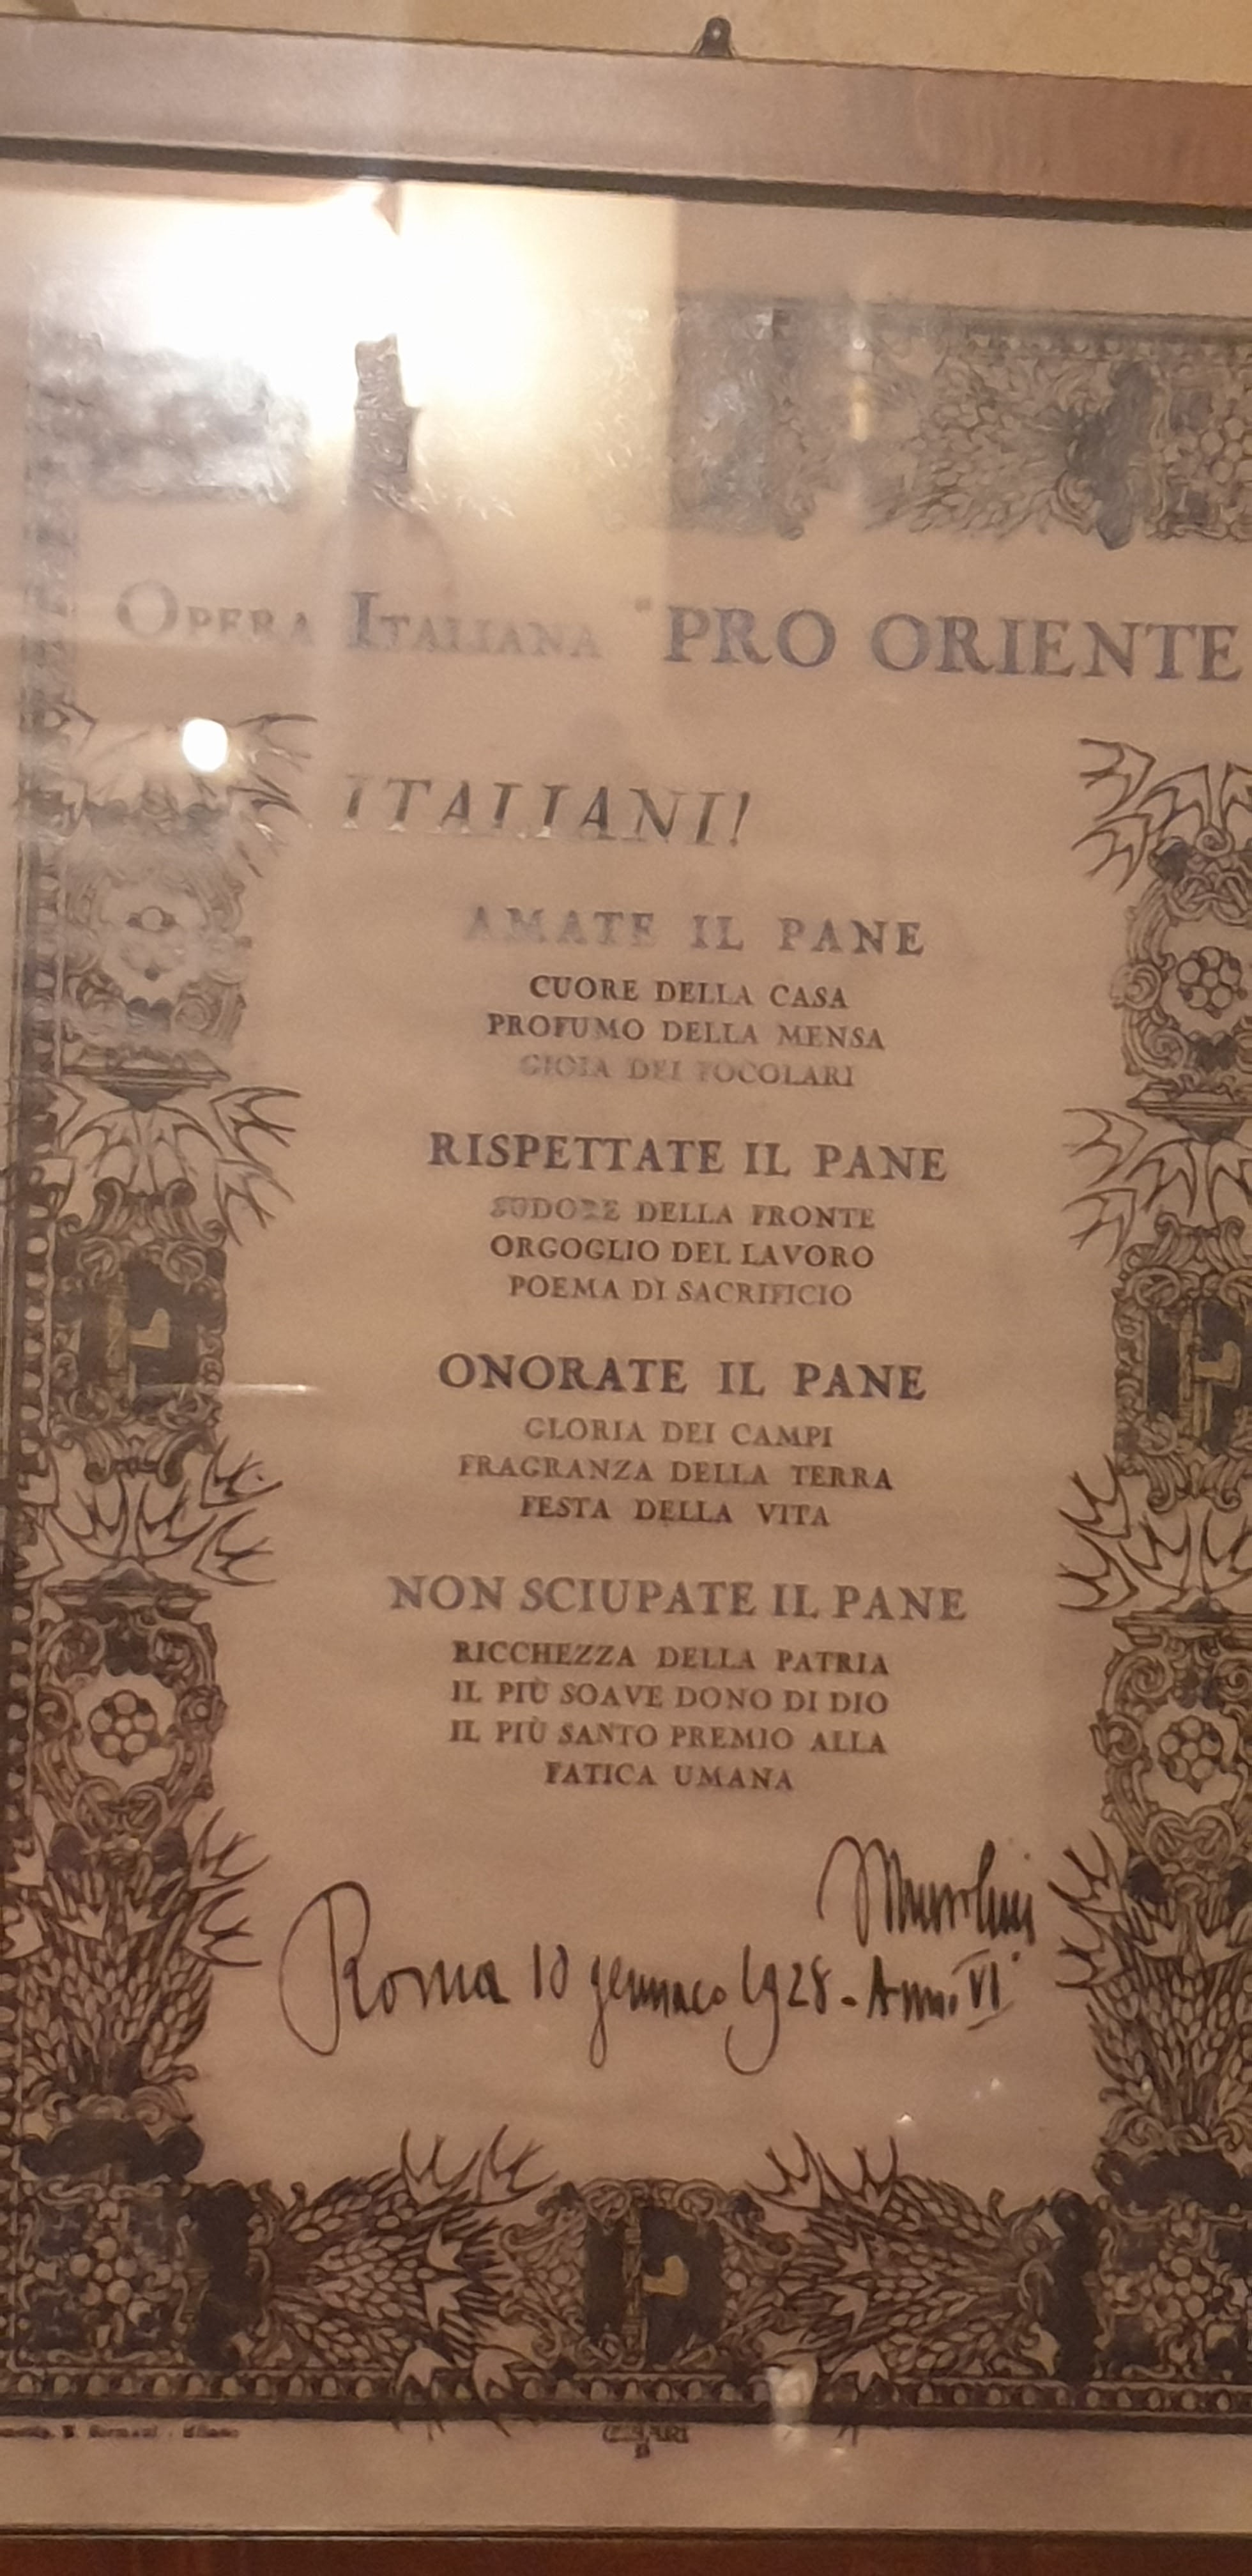 OPERA ITALIANA "PRO ORIENTE
ITALIANI!
AMATE IL PANE
CUORE DELLA CASA
PROFUMO DELLA MENSA
GIOIA DEI FOCOLARI
RISPETTATE IL PANE
SUDORE DELLA FRONTE
ORGOGLIO DEL LAVORO
POEMA DI SACRIFICIO
ONORATE IL PANE
GLORIA DEI CAMPI
FRAGRANZA DELLA TERRA
FESTA DELLA VITA
NON SCIUPATE IL PANE
RICCHEZZA DELLA PATRIA
IL PIÙ SOAVE DONO DI DIO
IL PIÙ SANTO PREMIO ALLA
FATICA UMANA
Mussolini
Roma 10 gennaio 1928 - Anno VI°
Milano